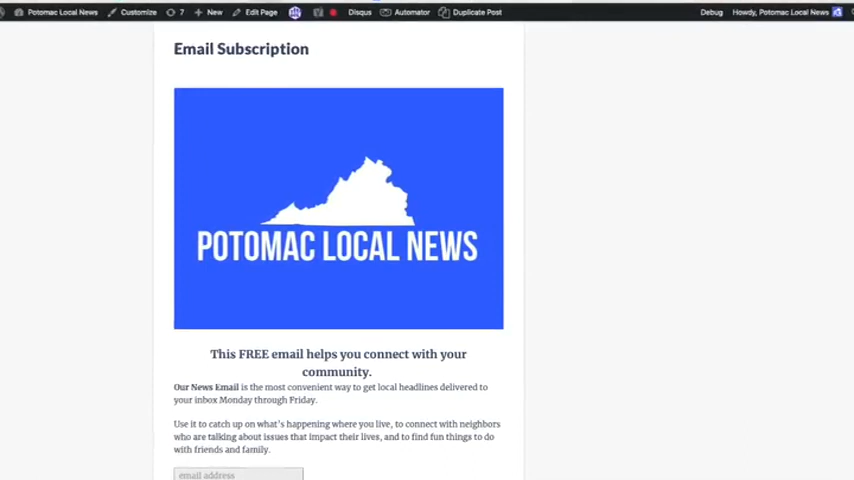 Potomac Local News Customize 7 New Edit Page Disqus Automator Duplicate Post Debug Howdy, Potomac Local News
Email Subscription
POTOMAC LOCAL NEWS
This FREE email helps you connect with your
community.
Our News Email is the most convenient way to get local headlines delivered to
your inbox Monday through Friday.
Use it to catch up on what's happening where you live, to connect with neighbors
who are talking about issues that impact their lives, and to find fun things to do
with friends and family.
email address